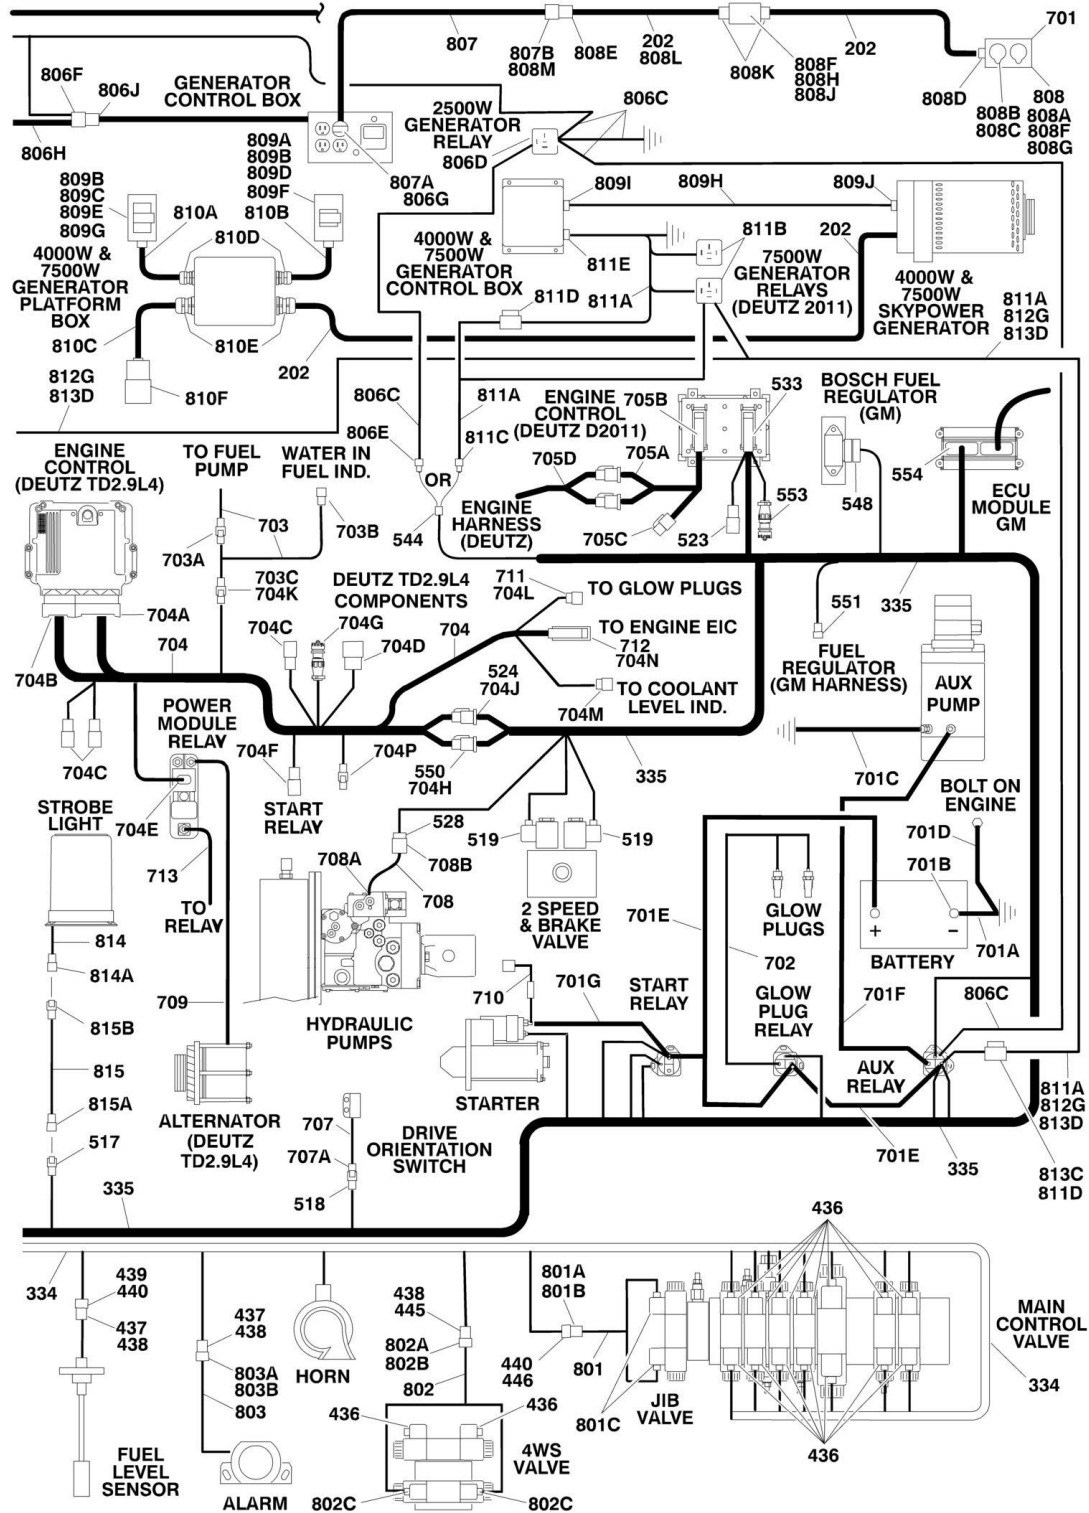 701
807
807B
808M
808E
202
808L
808K
808F
808H
808J
202
808D
808B
808C
808
808A
808F
808G
806F
806J
GENERATOR
CONTROL BOX
806H
809A
809B
809D
809F
810B
2500W
GENERATOR
RELAY
806D
806C
807A
806G
809B
809C
809E
809G
810A
810D
809I
809H
809J
202
4000W &
7500W
GENERATOR
PLATFORM
BOX
810C
810E
202
810F
4000W &
7500W
GENERATOR
CONTROL BOX
811E
811D
811A
811B
7500W
GENERATOR
RELAYS
(DEUTZ 2011)
4000W &
7500W
SKYPOWER
GENERATOR
811A
812G
813D
812G
813D
806C
811A
806E
811C
OR
544
ENGINE
CONTROL
(DEUTZ D2011)
705B
533
705D
705A
705C
523
553
ENGINE
HARNESS
(DEUTZ)
BOSCH FUEL
REGULATOR
(GM)
548
554
ECU
MODULE
GM
ENGINE
CONTROL
(DEUTZ TD2.9L4)
TO FUEL
PUMP
WATER IN
FUEL IND.
703
703A
703B
703C
704K
704A
704B
704
DEUTZ TD2.9L4
COMPONENTS
704C
704G
704D
704
711
704L
TO GLOW PLUGS
TO ENGINE EIC
712
704N
524
704J
TO COOLANT
LEVEL IND.
704M
551
335
FUEL
REGULATOR
(GM HARNESS)
AUX
PUMP
701C
704C
POWER
MODULE
RELAY
704E
713
TO
RELAY
704F
704P
550
704H
335
START
RELAY
STROBE
LIGHT
528
708A
708B
708
519
519
2 SPEED
& BRAKE
VALVE
BOLT ON
ENGINE
701D
701B
+
–
701A
BATTERY
701E
702
GLOW
PLUGS
814
814A
709
815B
815
815A
517
HYDRAULIC
PUMPS
710
701G
START
RELAY
GLOW
PLUG
RELAY
701F
806C
STARTER
AUX
RELAY
811A
812G
813D
ALTERNATOR
(DEUTZ
TD2.9L4)
707
707A
518
DRIVE
ORIENTATION
SWITCH
701E
335
813C
811D
335
334
439
440
437
438
437
438
803A
803B
803
HORN
438
445
802A
802B
802
801A
801B
440
446
801
801C
JIB
VALVE
436
MAIN
CONTROL
VALVE
334
436
436
436
4WS
VALVE
802C
802C
FUEL
LEVEL
SENSOR
ALARM